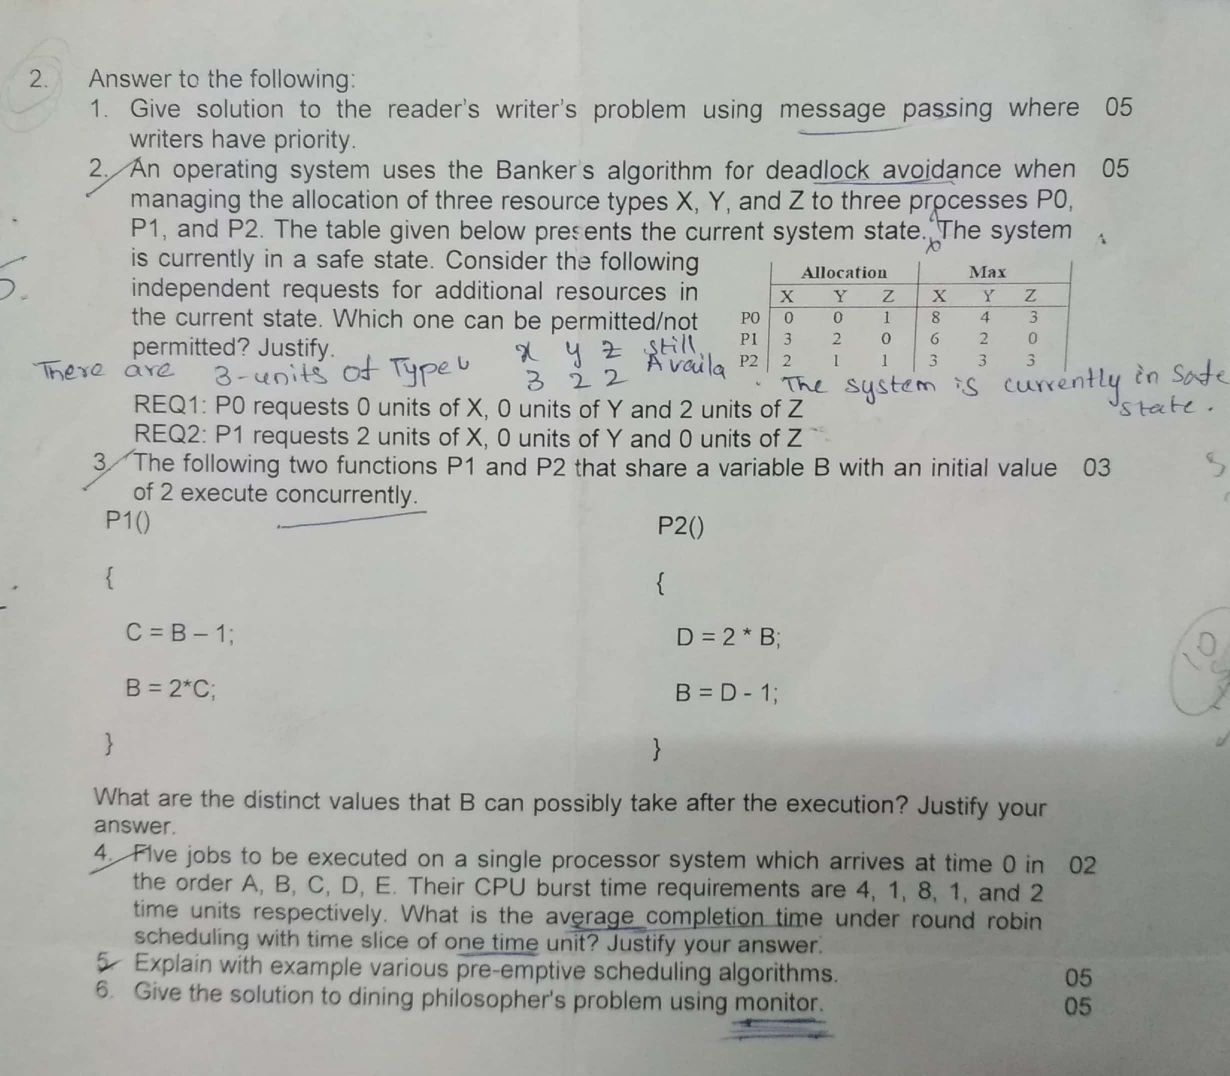 2. Answer to the following:
1. Give solution to the reader's writer's problem using message passing where 05
writers have priority.
2. An operating system uses the Banker's algorithm for deadlock avoidance when 05
managing the allocation of three resource types X, Y, and Z to three processes P0,
P1, and P2. The table given below presents the current system state. The system
is currently in a safe state. Consider the following
independent requests for additional resources in
the current state. Which one can be permitted/not
permitted? Justify.
Allocation Max
X Y Z X Y Z
P0 0 0 1 8 4 3
P1 3 2 0 6 2 0
P2 2 1 1 3 3 3
There are 3-units of Type
x y z still
3 2 2 Availa
The system is currently in Safe
state.
REQ1: P0 requests 0 units of X, 0 units of Y and 2 units of Z
REQ2: P1 requests 2 units of X, 0 units of Y and 0 units of Z
3. The following two functions P1 and P2 that share a variable B with an initial value 03
of 2 execute concurrently.
P1() P2()
{ {
C = B – 1; D = 2 * B;
B = 2*C; B = D - 1;
} }
What are the distinct values that B can possibly take after the execution? Justify your
answer.
4. Five jobs to be executed on a single processor system which arrives at time 0 in 02
the order A, B, C, D, E. Their CPU burst time requirements are 4, 1, 8, 1, and 2
time units respectively. What is the average completion time under round robin
scheduling with time slice of one time unit? Justify your answer.
5. Explain with example various pre-emptive scheduling algorithms. 05
6. Give the solution to dining philosopher's problem using monitor. 05